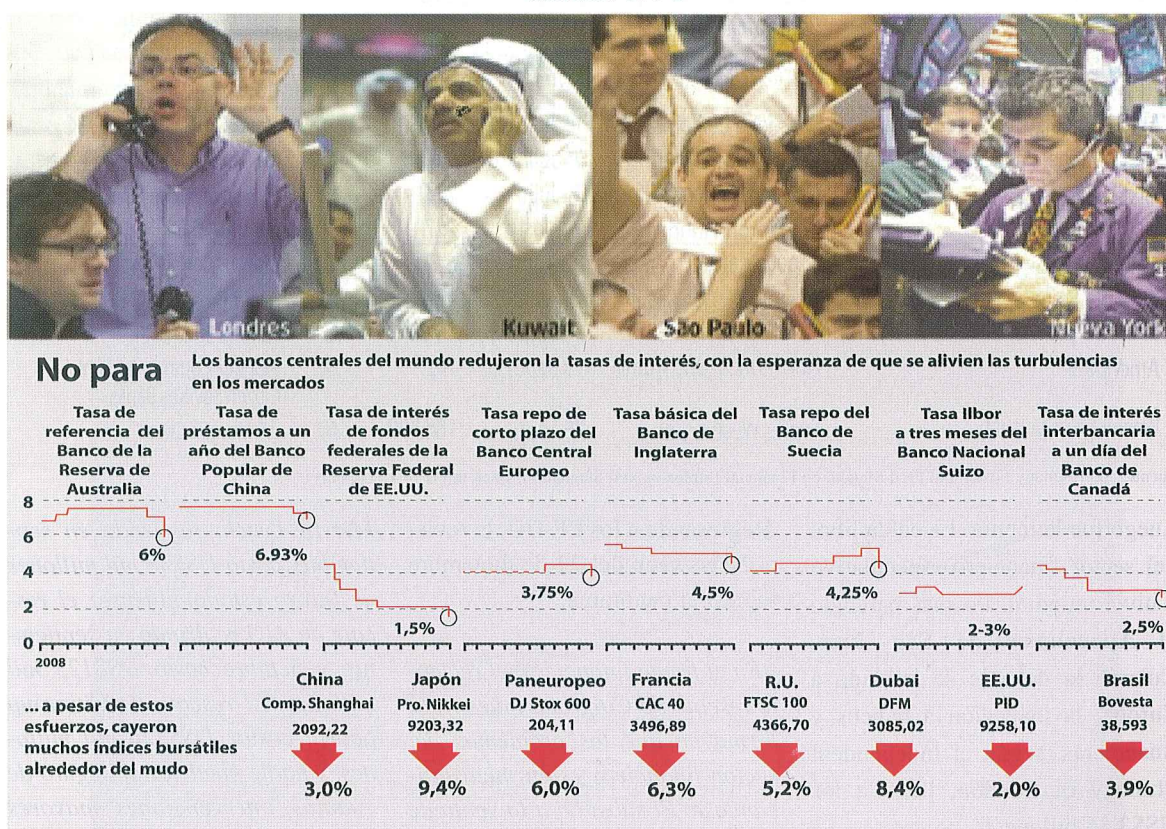 Londres
Kuwait
São Paulo
Nueva York
No para
Los bancos centrales del mundo redujeron la tasas de interés, con la esperanza de que se alivien las turbulencias
en los mercados
Tasa de
referencia del
Banco de la
Reserva de
Australia
Tasa de
préstamos a un
año del Banco
Popular de
China
Tasa de interés
de fondos
federales de la
Reserva Federal
de EE.UU.
Tasa repo de
corto plazo del
Banco Central
Europeo
Tasa básica del
Banco de
Inglaterra
Tasa repo del
Banco de
Suecia
Tasa Ilbor
a tres meses del
Banco Nacional
Suizo
Tasa de interés
interbancaria
a un día del
Banco de
Canadá
8
6
4
2
0
2008
6%
6.93%
1,5%
3,75%
4,5%
4,25%
2-3%
2,5%
... a pesar de estos
esfuerzos, cayeron
muchos índices bursátiles
alrededor del mudo
China
Comp. Shanghai
2092,22
3,0%
Japón
Pro. Nikkei
9203,32
9,4%
Paneuropeo
DJ Stox 600
204,11
6,0%
Francia
CAC 40
3496,89
6,3%
R.U.
FTSC 100
4366,70
5,2%
Dubai
DFM
3085,02
8,4%
EE.UU.
PID
9258,10
2,0%
Brasil
Bovesta
38,593
3,9%